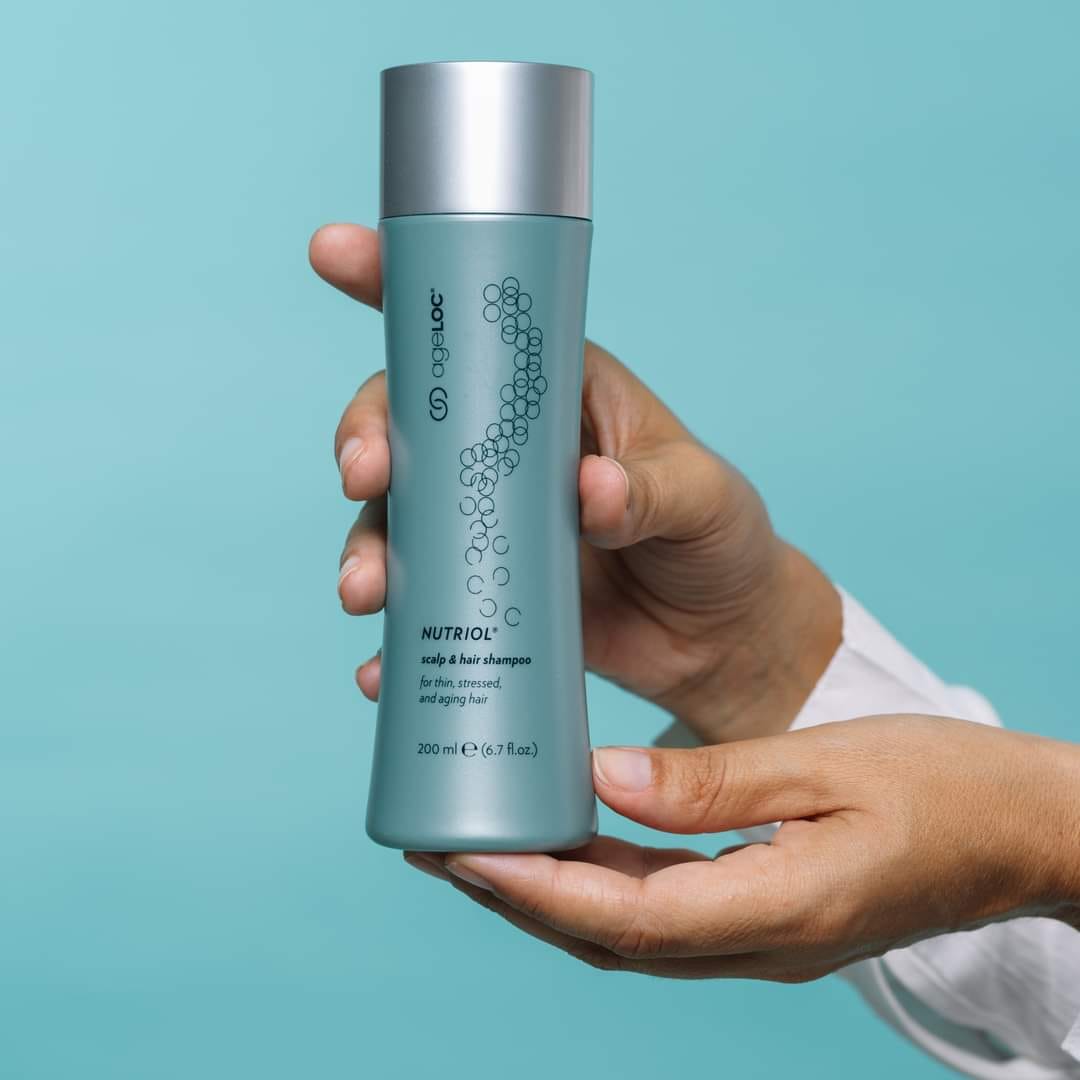 ageLOC®
NUTRIOL®
scalp & hair shampoo
for thin, stressed,
and aging hair
200 ml ℮ (6.7 fl.oz.)